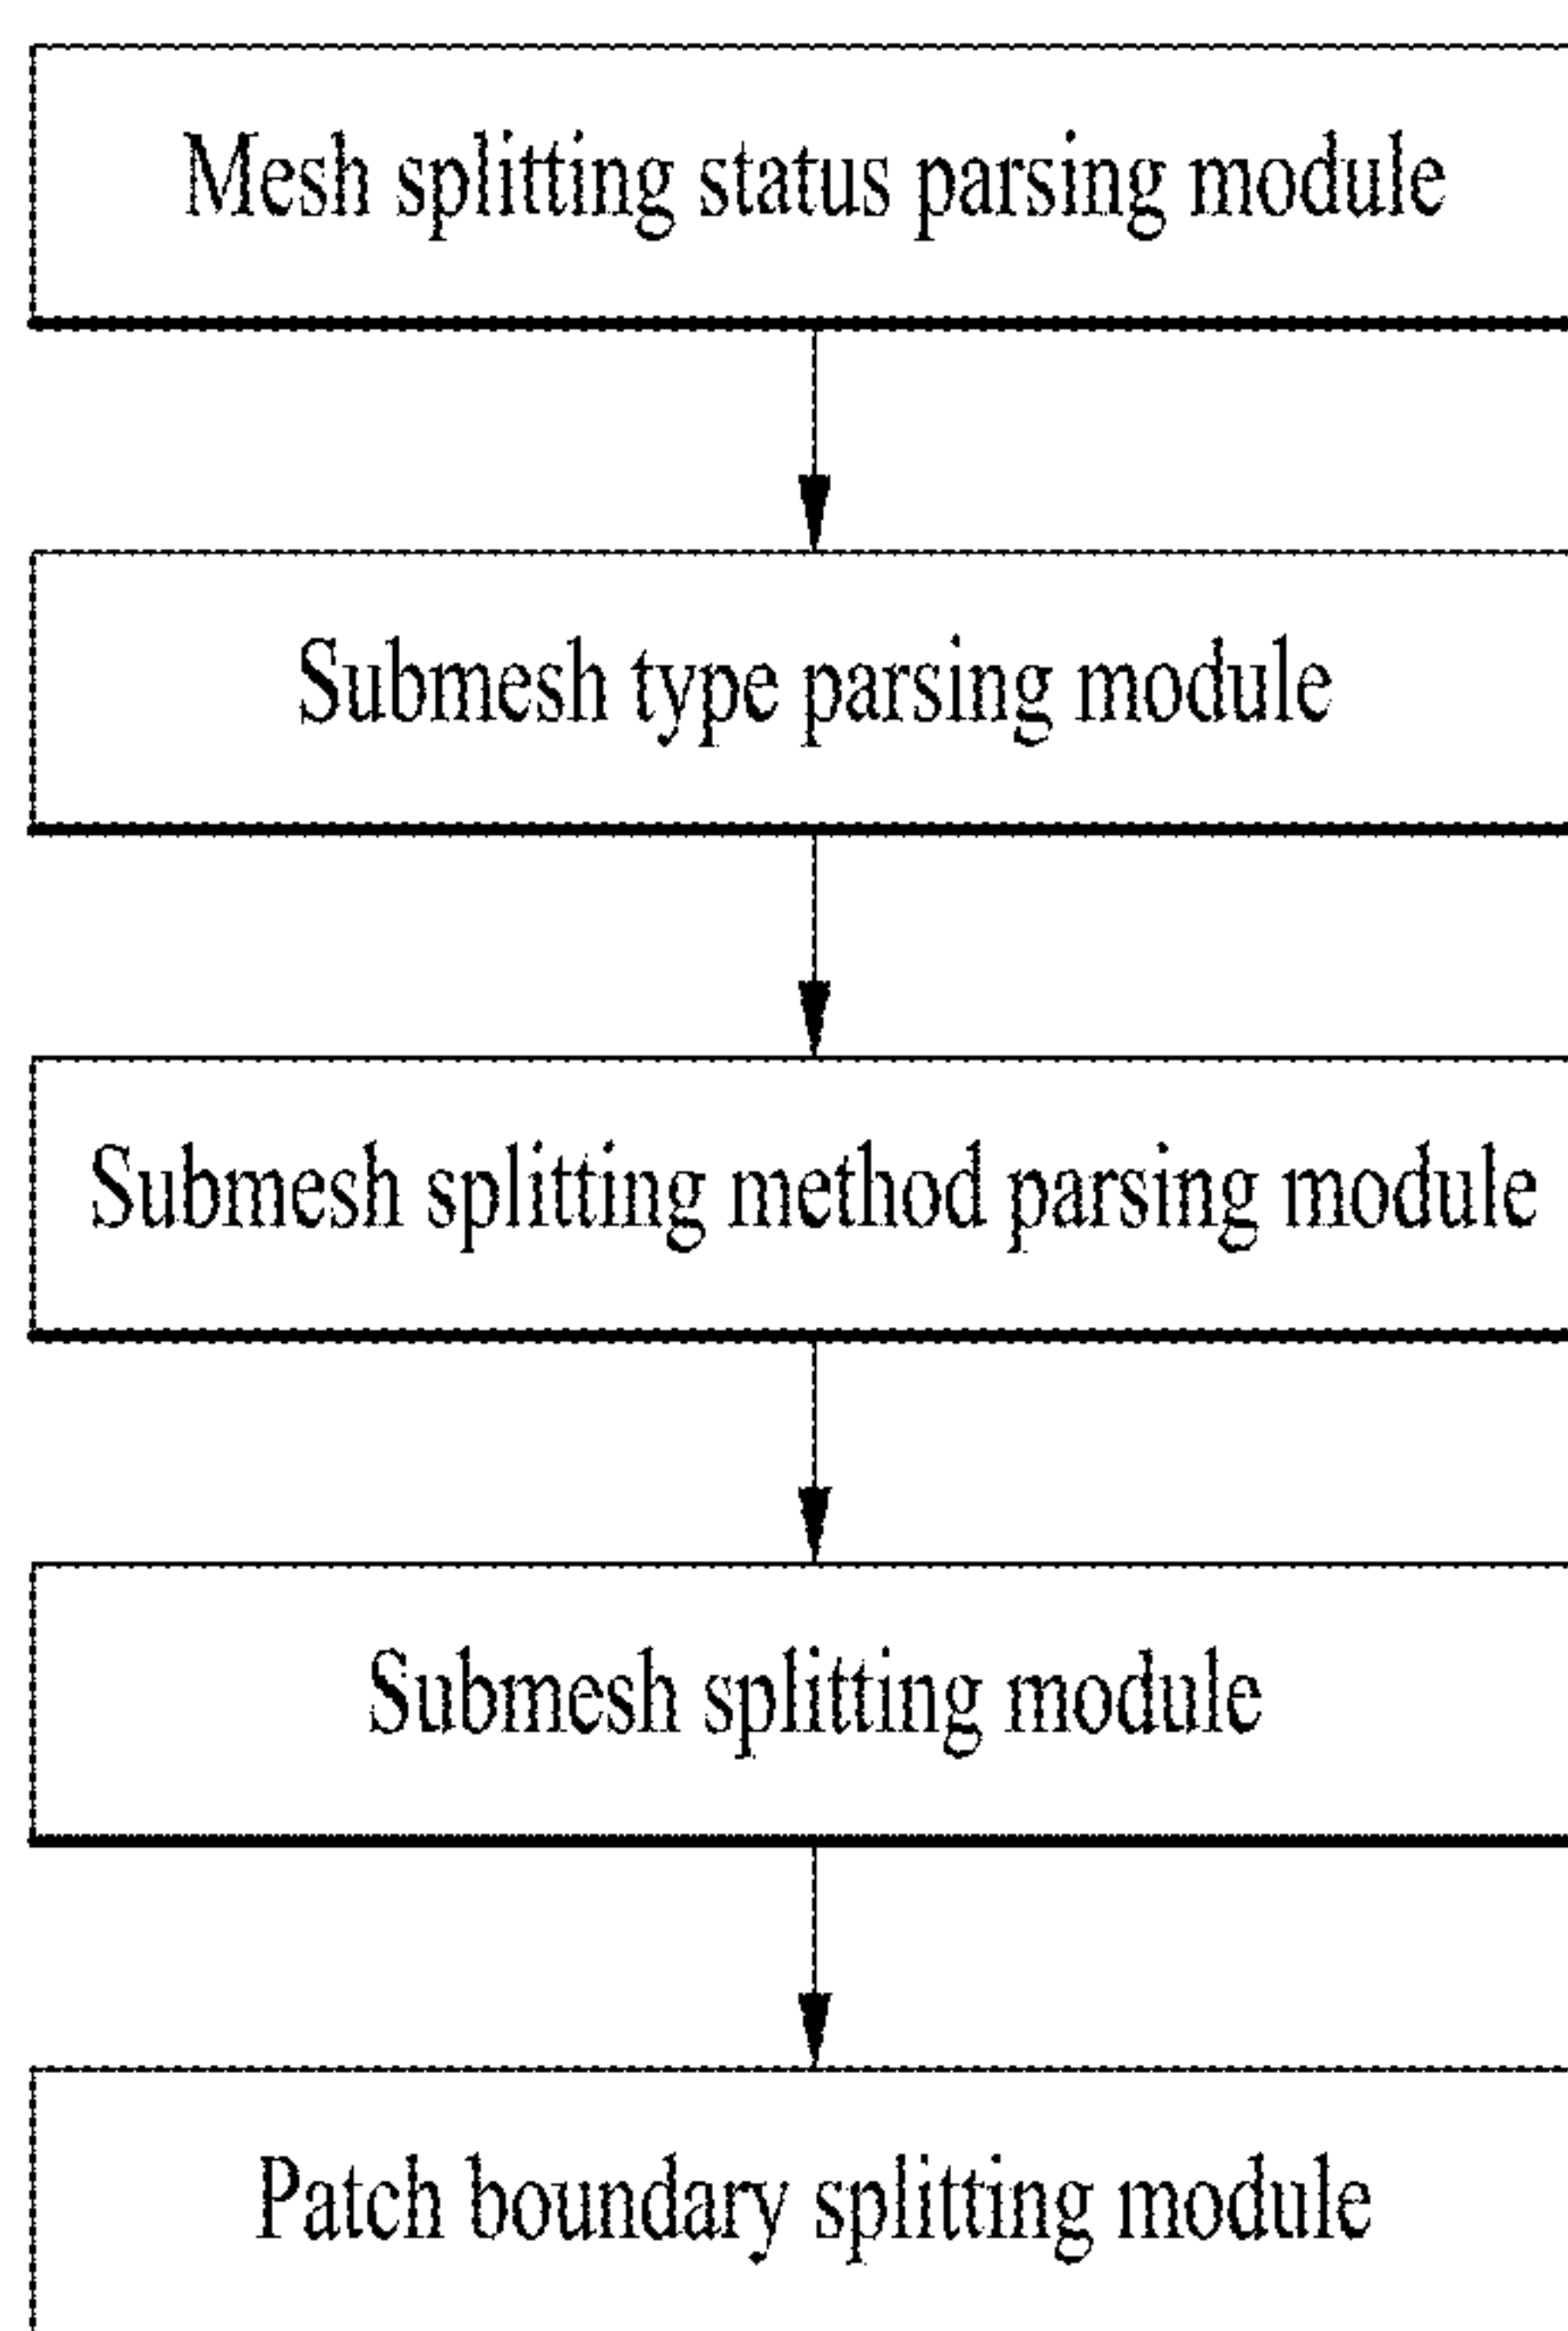 Mesh splitting status parsing module
Submesh type parsing module
Submesh splitting method parsing module
Submesh splitting module
Patch boundary splitting module